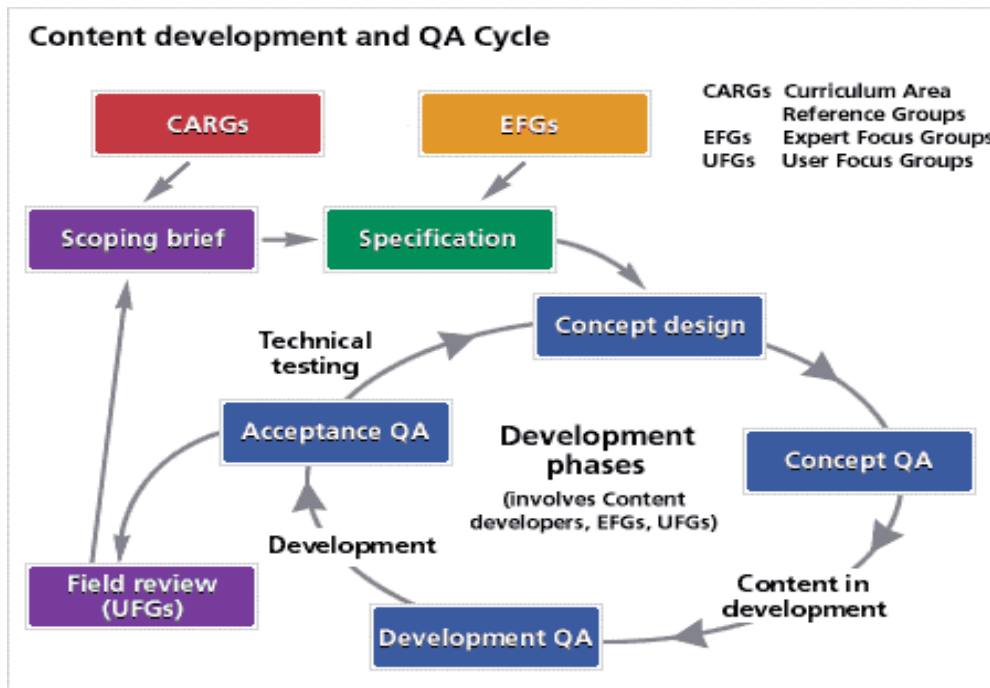 Content development and QA Cycle
CARGs
EFGs
CARGs Curriculum Area
Reference Groups
EFGs Expert Focus Groups
UFGs User Focus Groups
Scoping brief
Specification
Concept design
Technical
testing
Acceptance QA
Development
phases
(involves Content
developers, EFGs, UFGs)
Concept QA
Development
Field review
(UFGs)
Content in
development
Development QA